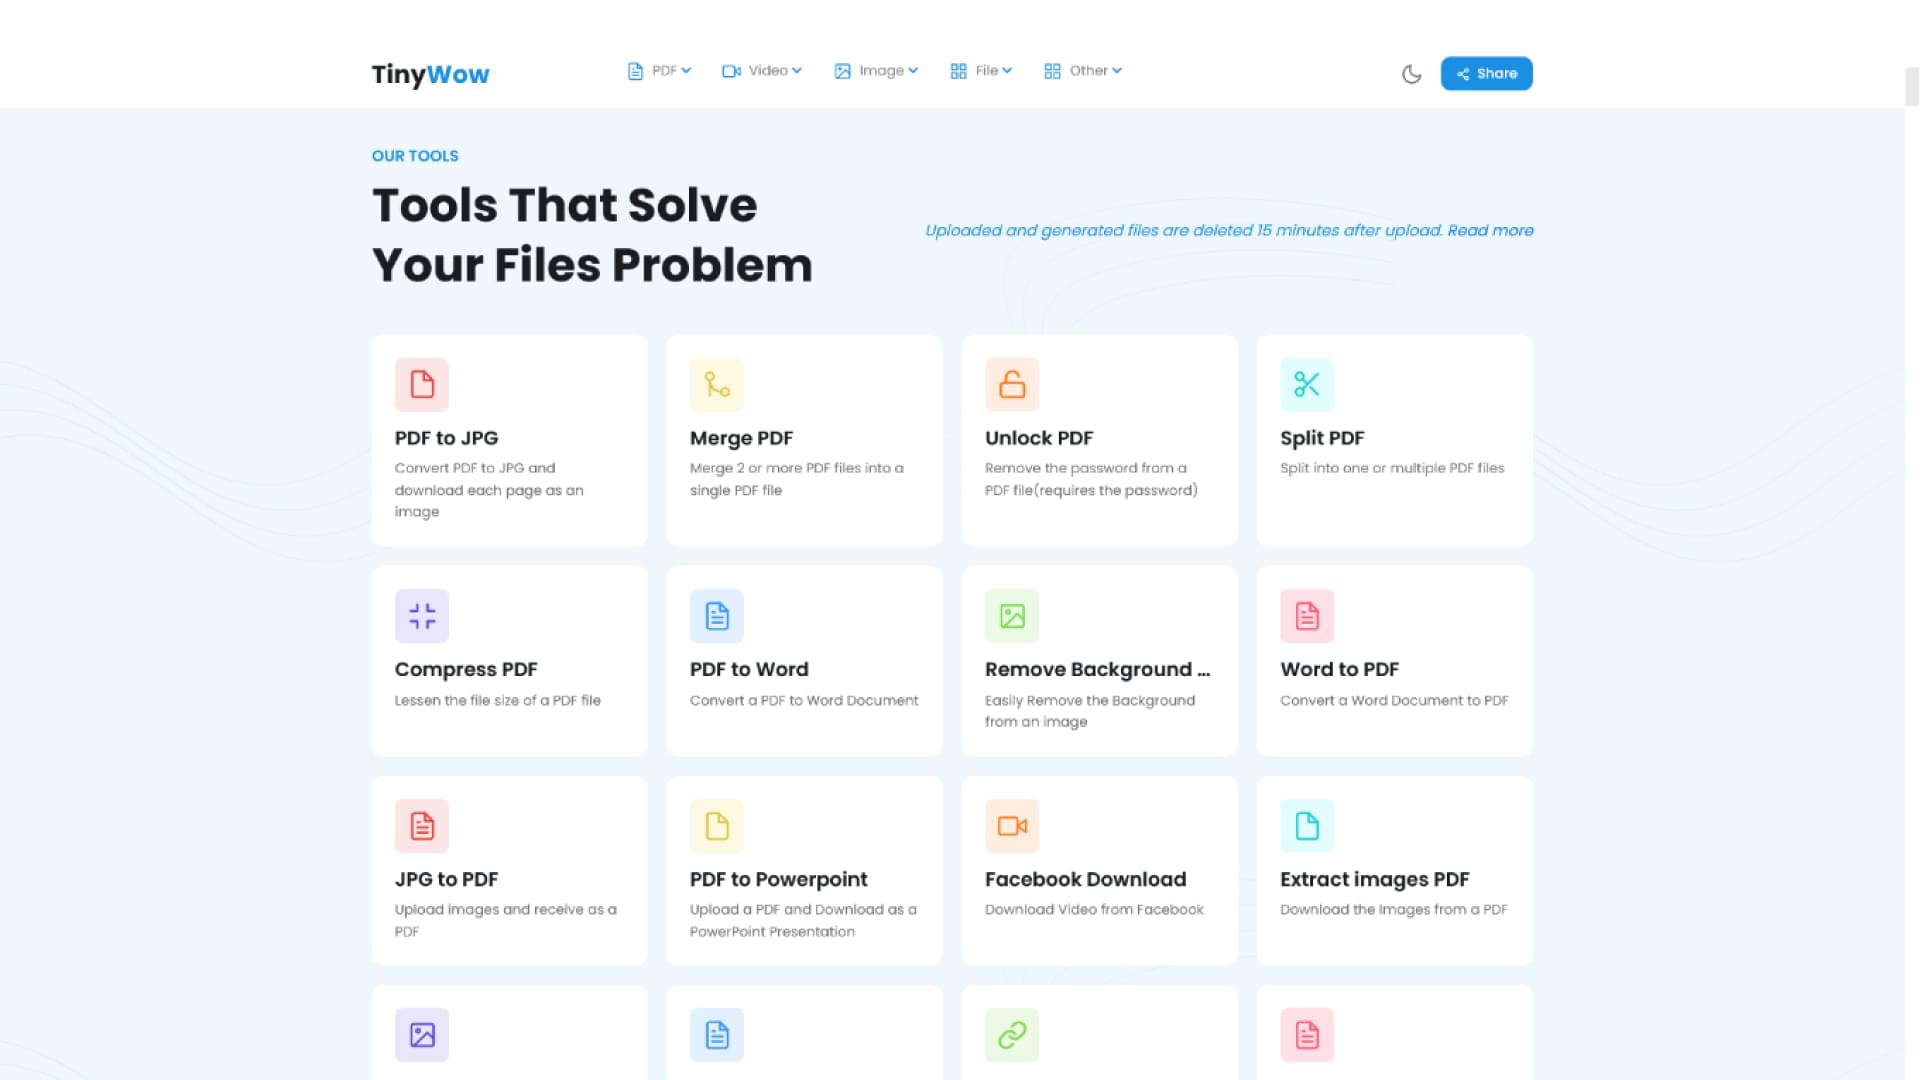 TinyWow
PDF
Video
Image
File
Other
Share
OUR TOOLS
Tools That Solve
Your Files Problem
Uploaded and generated files are deleted 15 minutes after upload. Read more
PDF to JPG
Convert PDF to JPG and
download each page as an
image
Merge PDF
Merge 2 or more PDF files into a
single PDF file
Unlock PDF
Remove the password from a
PDF file(requires the password)
Split PDF
Split into one or multiple PDF files
Compress PDF
Lessen the file size of a PDF file
PDF to Word
Convert a PDF to Word Document
Remove Background ...
Easily Remove the Background
from an image
Word to PDF
Convert a Word Document to PDF
JPG to PDF
Upload images and receive as a
PDF
PDF to Powerpoint
Upload a PDF and Download as a
PowerPoint Presentation
Facebook Download
Download Video from Facebook
Extract images PDF
Download the Images from a PDF